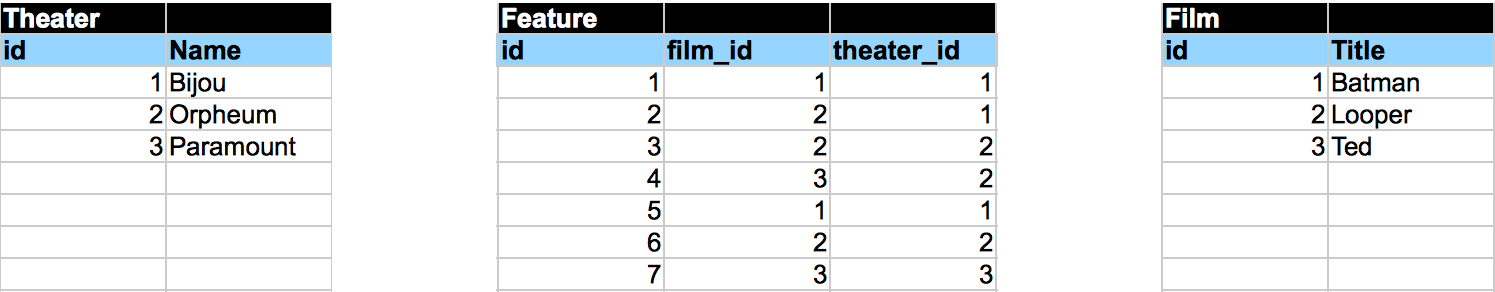 Theater Feature Film
id Name id film_id theater_id id Title
1 Bijou 1 1 1 1 Batman
2 Orpheum 2 2 1 2 Looper
3 Paramount 3 2 2 3 Ted
4 3 2
5 1 1
6 2 2
7 3 3